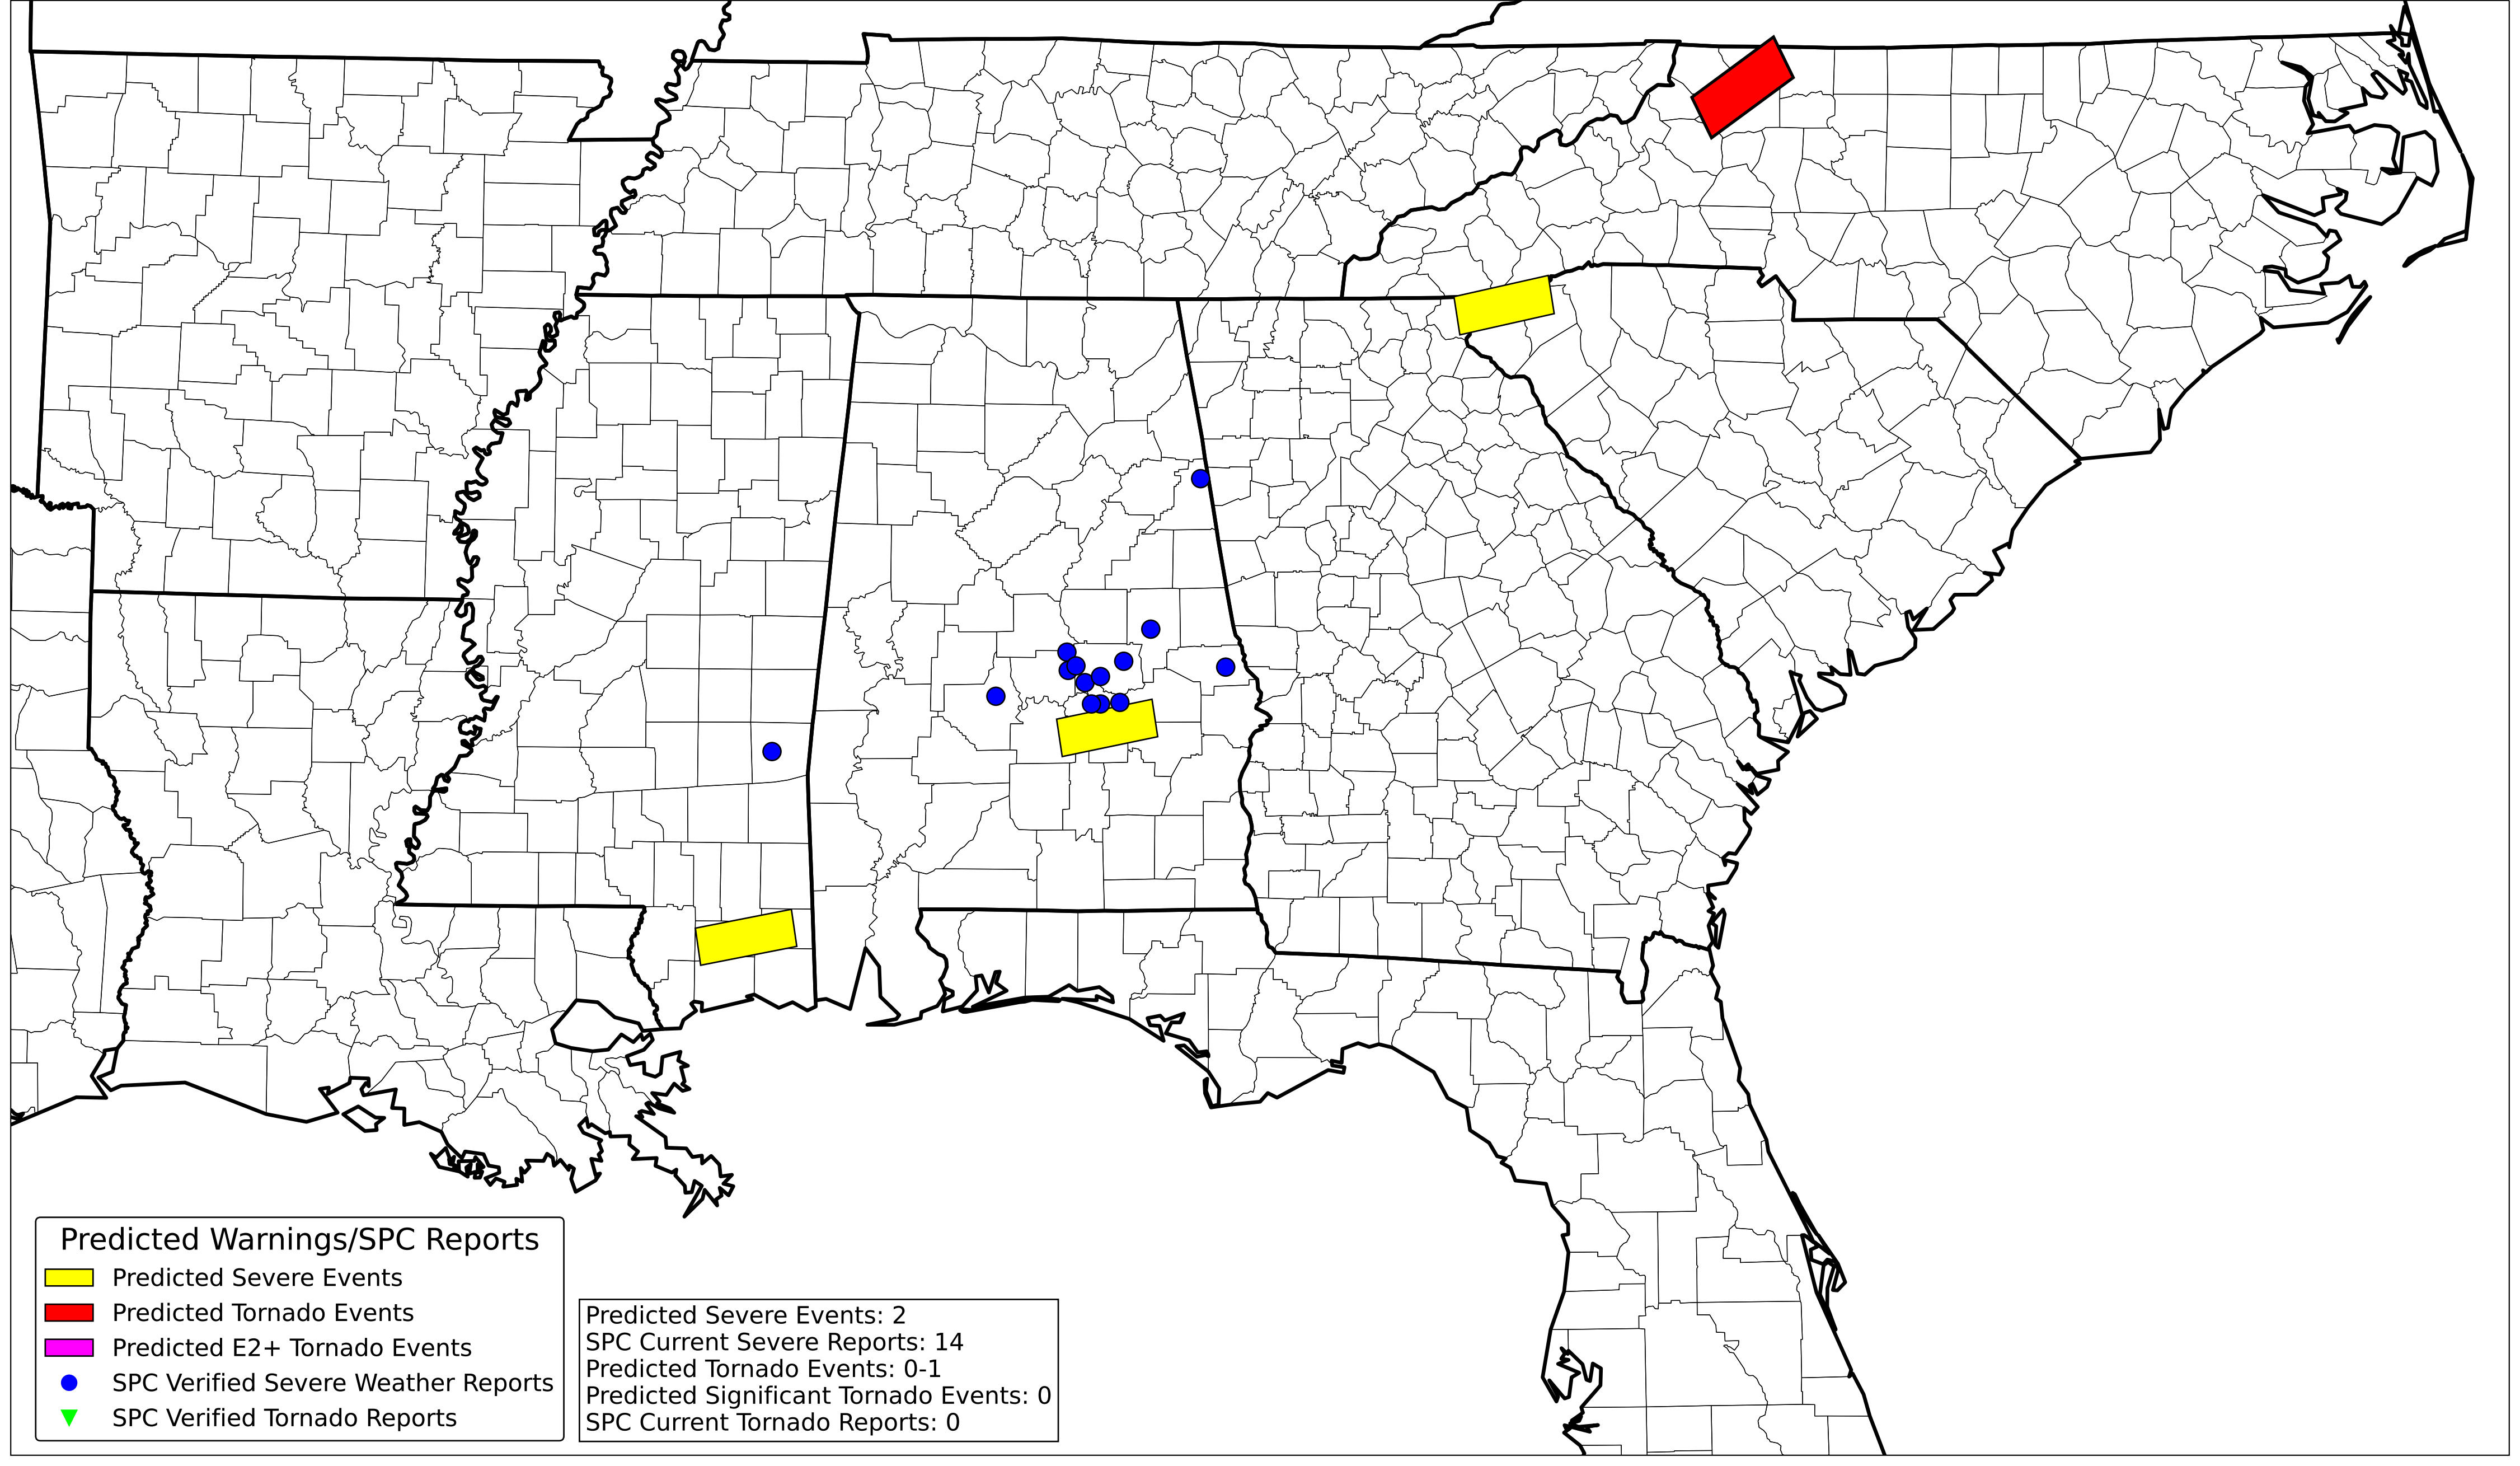 Predicted Warnings/SPC Reports
Predicted Severe Events
Predicted Tornado Events
Predicted E2+ Tornado Events
SPC Verified Severe Weather Reports
SPC Verified Tornado Reports
Predicted Severe Events: 2
SPC Current Severe Reports: 14
Predicted Tornado Events: 0-1
Predicted Significant Tornado Events: 0
SPC Current Tornado Reports: 0